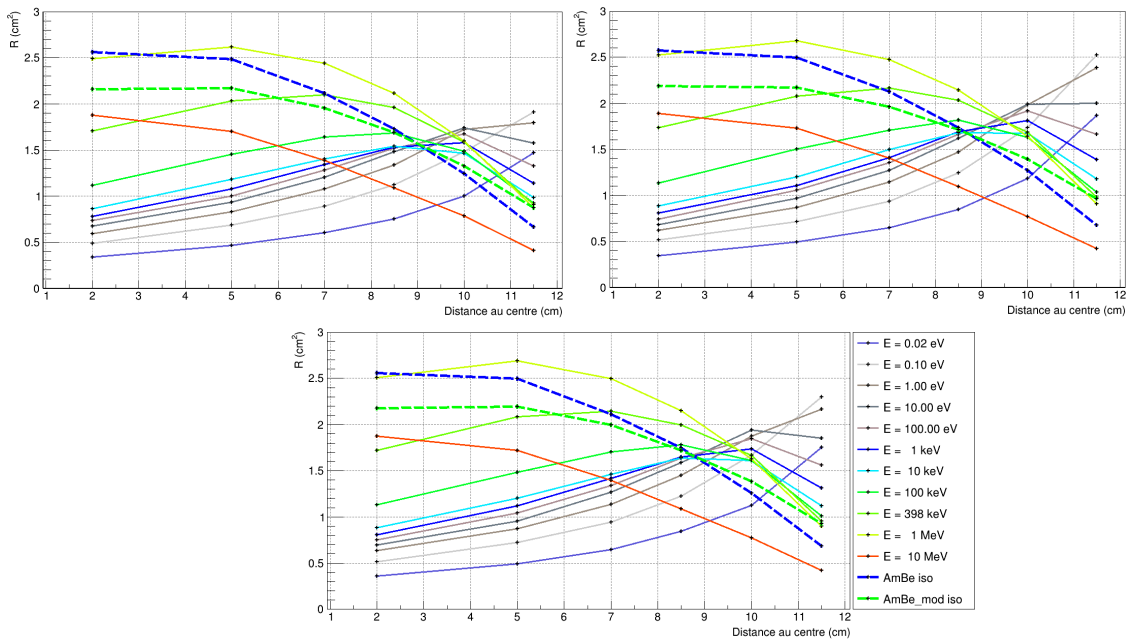 R (cm²)
3
2.5
2
1.5
1
0.5
0
1 2 3 4 5 6 7 8 9 10 11 12
Distance au centre (cm)
R (cm²)
3
2.5
2
1.5
1
0.5
0
1 2 3 4 5 6 7 8 9 10 11 12
Distance au centre (cm)
R (cm²)
3
2.5
2
1.5
1
0.5
0
1 2 3 4 5 6 7 8 9 10 11 12
Distance au centre (cm)
E = 0.02 eV
E = 0.10 eV
E = 1.00 eV
E = 10.00 eV
E = 100.00 eV
E = 1 keV
E = 10 keV
E = 100 keV
E = 398 keV
E = 1 MeV
E = 10 MeV
AmBe iso
AmBe_mod iso